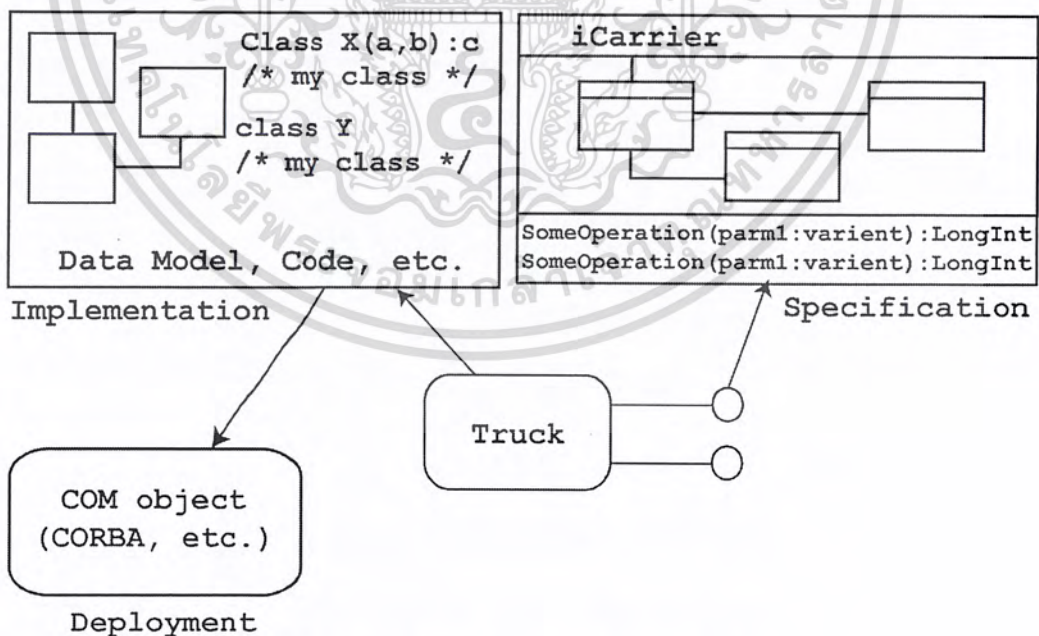 Class X(a,b):c
/* my class */
class Y
/* my class */
Data Model, Code, etc.
Implementation
iCarrier
SomeOperation(parm1:varient):LongInt
SomeOperation(parm1:varient):LongInt
Specification
Truck
COM object
(CORBA, etc.)
Deployment